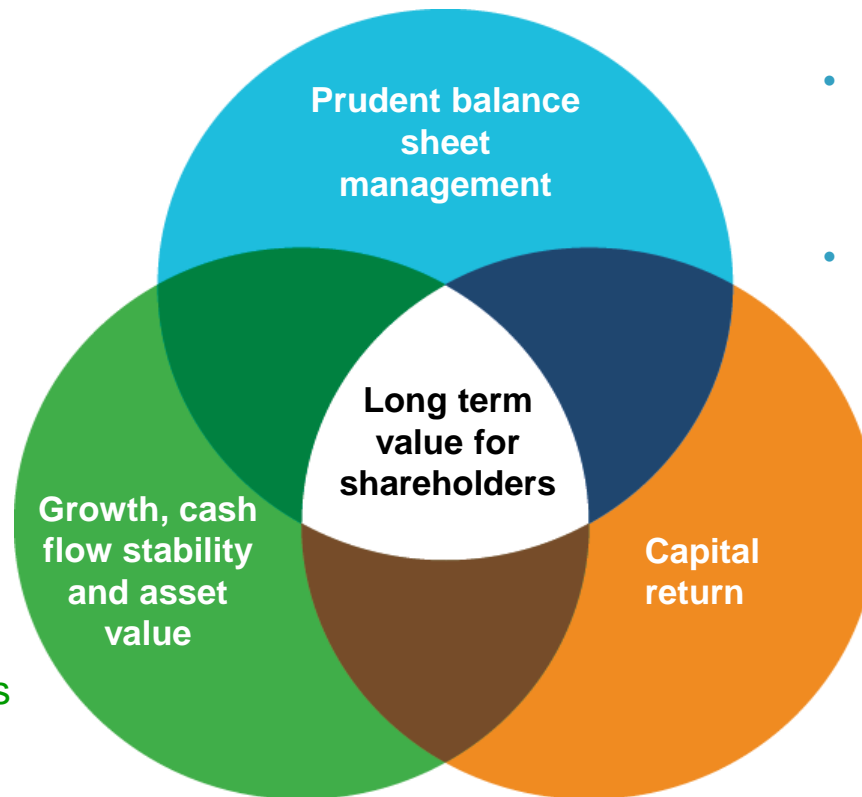 Prudent balance
sheet
management
Long term
value for
shareholders
Growth, cash
flow stability
and asset
value
Capital
return
s